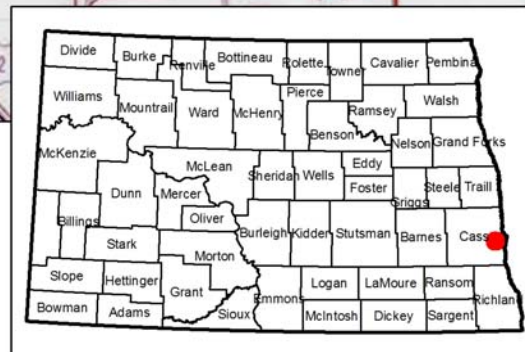 Divide
Burke
Renville
Bottineau
Rolette
Towner
Cavalier
Pembina
Pierce
Williams
Mountrail
Ward
McHenry
Ramsey
Walsh
Benson
Nelson
Grand Forks
McKenzie
McLean
Sheridan
Wells
Eddy
Foster
Griggs
Steele
Traill
Dunn
Mercer
Oliver
Billings
Stark
Morton
Burleigh
Kidder
Stutsman
Barnes
Cass
Slope
Hettinger
Grant
Emmons
Logan
LaMoure
Ransom
Richland
Bowman
Adams
Sioux
McIntosh
Dickey
Sargent